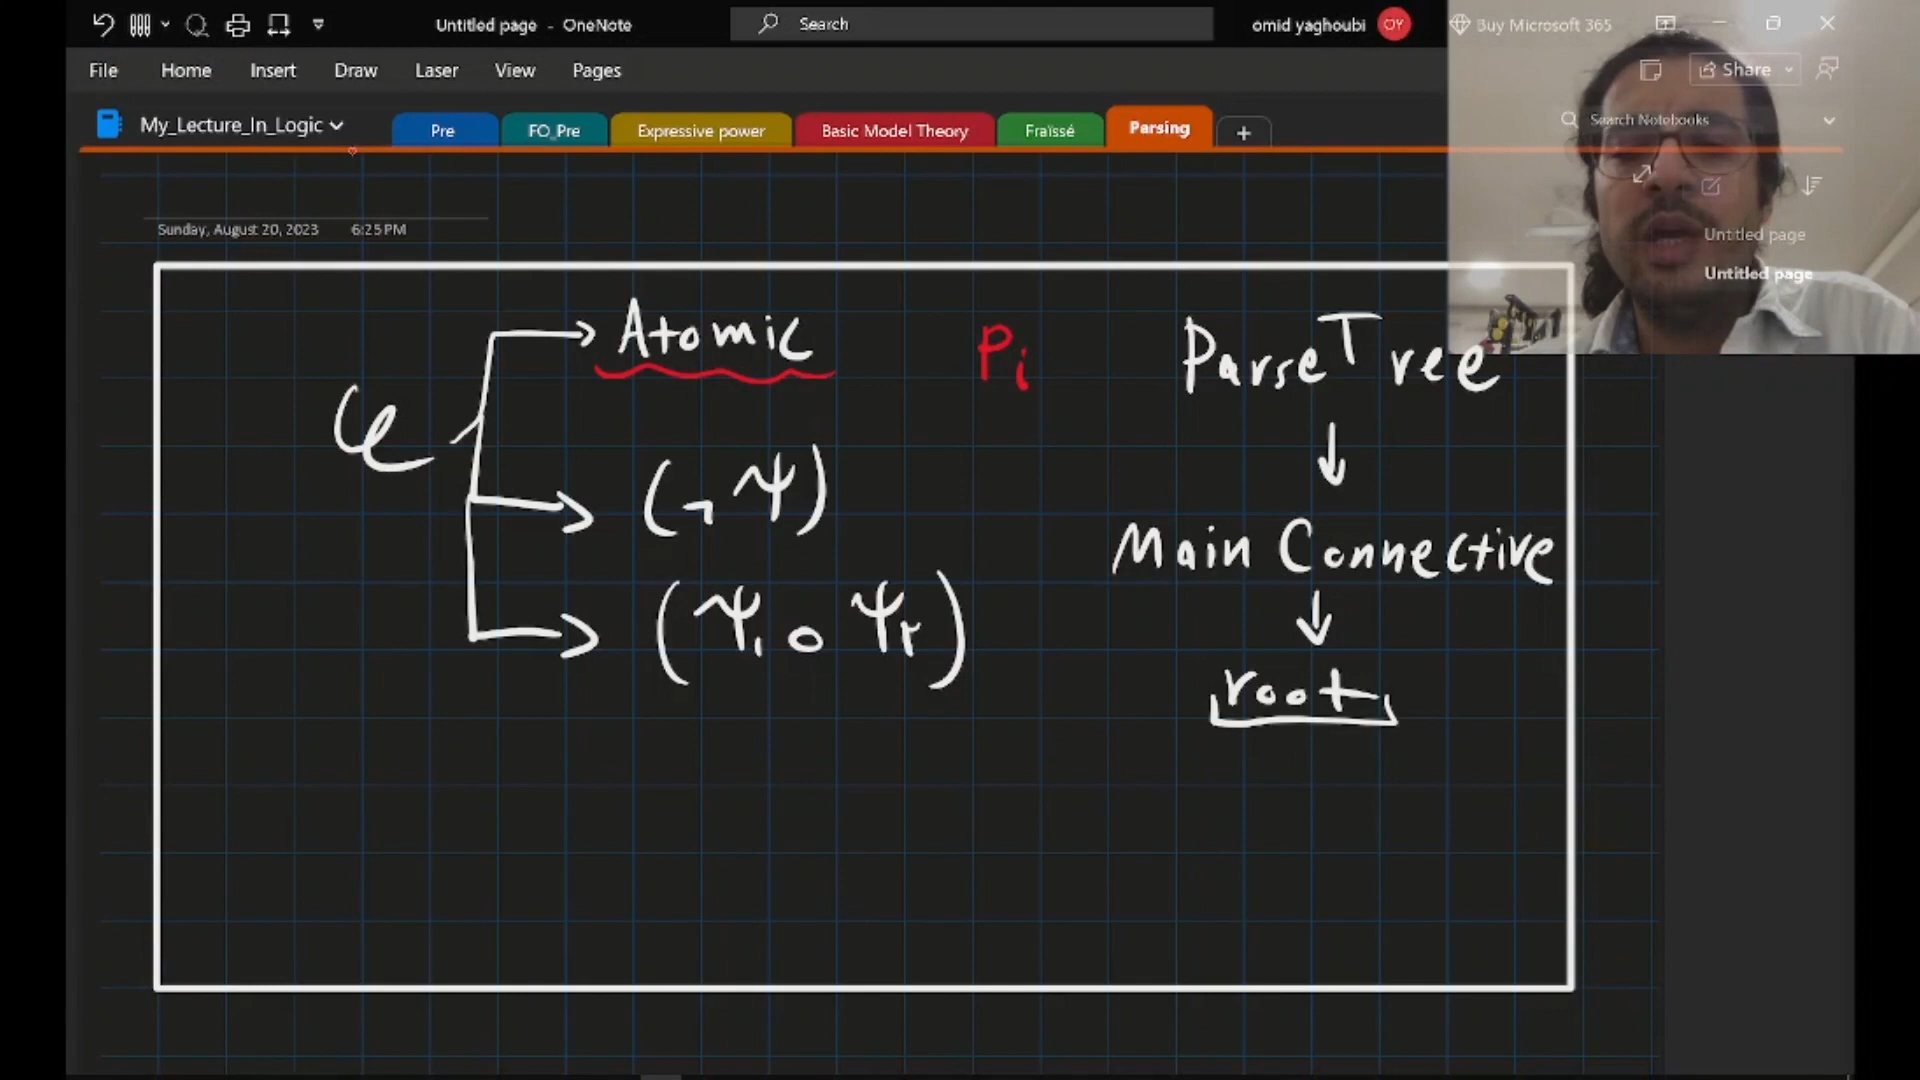 Untitled page - OneNote
Search
omid yaghoubi
OY
Buy Microsoft 365
File Home Insert Draw Laser View Pages
Share
My_Lecture_In_Logic
Pre FO_Pre Expressive power Basic Model Theory Fraïssé Parsing +
Search Notebooks
Sunday, August 20, 2023 6:25 PM
Untitled page
Untitled page
φ
Atomic
Pi
(¬ψ)
(ψ₁ ∘ ψᵣ)
ParseTree
↓
Main Connective
↓
root